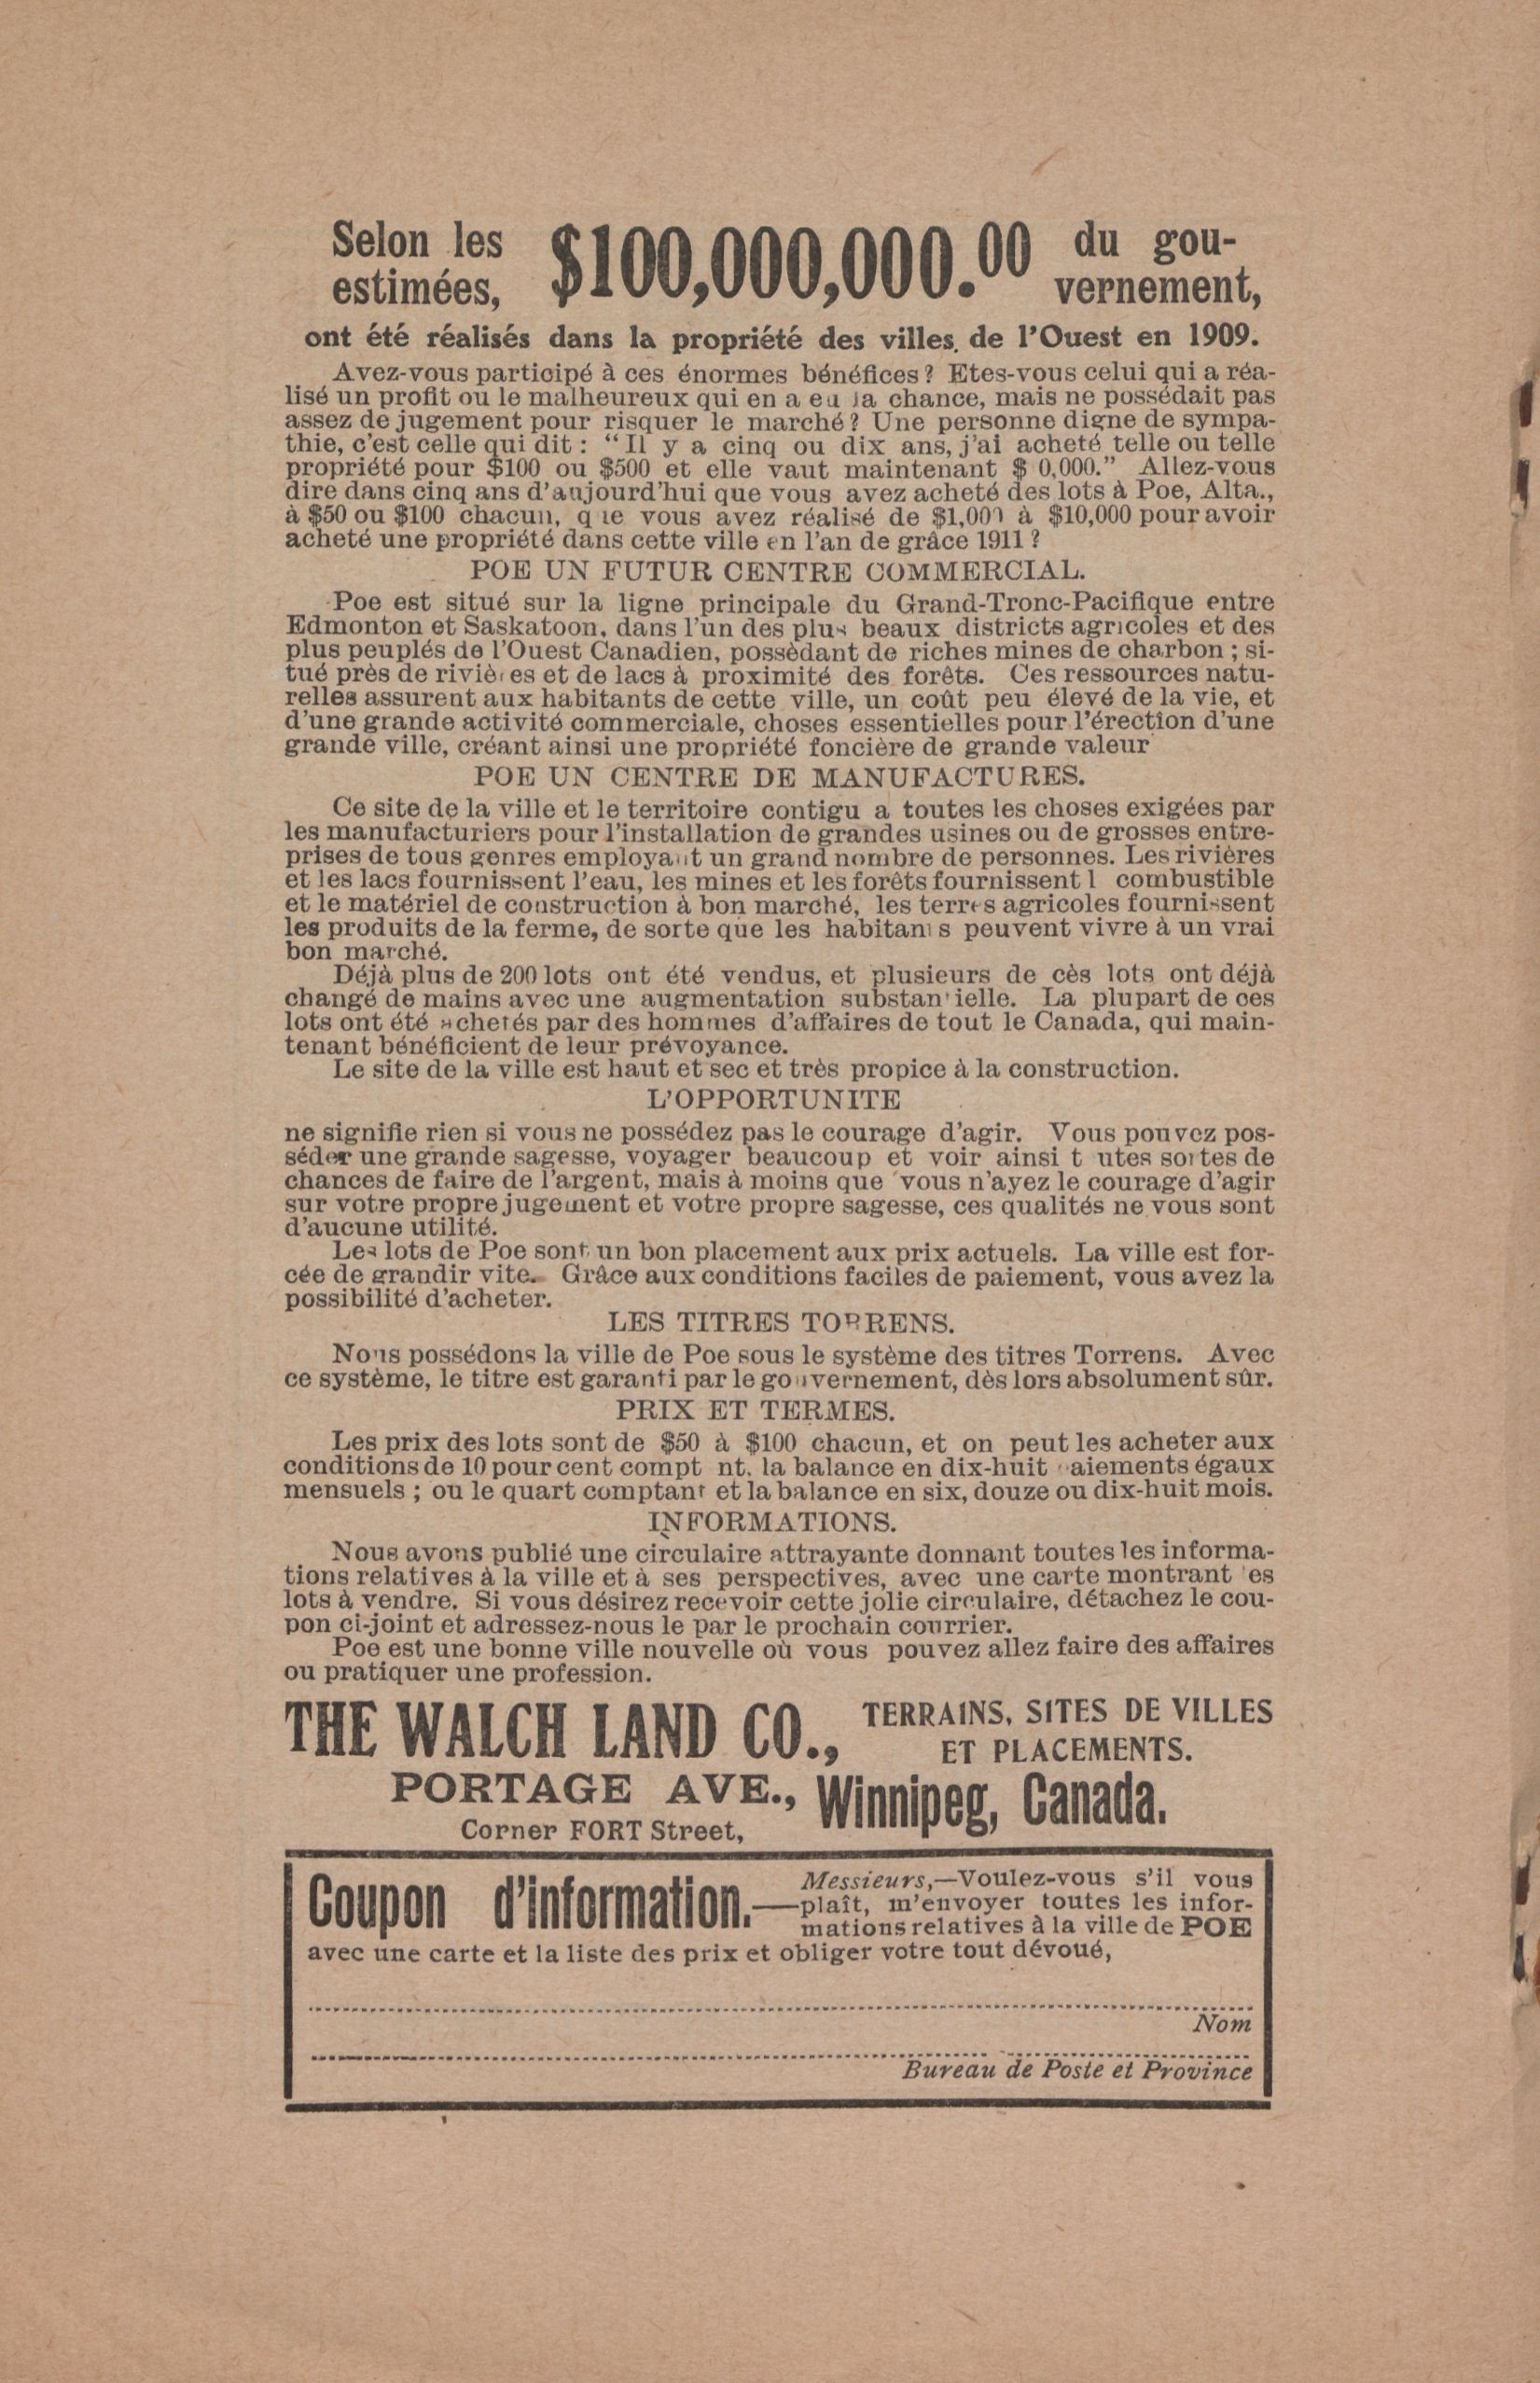 Selon les estimées, $100,000,000.00 du gou-
vernement,
ont été réalisés dans la propriété des villes de l'Ouest en 1909.
Avez-vous participé à ces énormes bénéfices? Etes-vous celui qui a réa-
lisé un profit ou le malheureux qui en a eu la chance, mais ne possédait pas
assez de jugement pour risquer le marché? Une personne digne de sympa-
thie, c'est celle qui dit: "Il y a cinq ou dix ans, j'ai acheté telle ou telle
propriété pour $100 ou $500 et elle vaut maintenant $ 0,000." Allez-vous
dire dans cinq ans d'aujourd'hui que vous avez acheté des lots à Poe, Alta.,
à $50 ou $100 chacun, que vous avez réalisé de $1,000 à $10,000 pour avoir
acheté une propriété dans cette ville en l'an de grâce 1911?
POE UN FUTUR CENTRE COMMERCIAL.
Poe est situé sur la ligne principale du Grand-Tronc-Pacifique entre
Edmonton et Saskatoon, dans l'un des plus beaux districts agricoles et des
plus peuplés de l'Ouest Canadien, possèdant de riches mines de charbon; si-
tué près de rivières et de lacs à proximité des forêts. Ces ressources natu-
relles assurent aux habitants de cette ville, un coût peu élevé de la vie, et
d'une grande activité commerciale, choses essentielles pour l'érection d'une
grande ville, créant ainsi une propriété foncière de grande valeur
POE UN CENTRE DE MANUFACTURES.
Ce site de la ville et le territoire contigu a toutes les choses exigées par
les manufacturiers pour l'installation de grandes usines ou de grosses entre-
prises de tous genres employant un grand nombre de personnes. Les rivières
et les lacs fournissent l'eau, les mines et les forêts fournissent l combustible
et le matériel de construction à bon marché, les terres agricoles fournissent
les produits de la ferme, de sorte que les habitants peuvent vivre à un vrai
bon marché.
Déjà plus de 200 lots ont été vendus, et plusieurs de cès lots ont déjà
changé de mains avec une augmentation substantielle. La plupart de ces
lots ont été achetés par des hommes d'affaires de tout le Canada, qui main-
tenant bénéficient de leur prévoyance.
Le site de la ville est haut et sec et très propice à la construction.
L'OPPORTUNITE
ne signifie rien si vous ne possédez pas le courage d'agir. Vous pouvez pos-
séder une grande sagesse, voyager beaucoup et voir ainsi t utes sortes de
chances de faire de l'argent, mais à moins que vous n'ayez le courage d'agir
sur votre propre jugement et votre propre sagesse, ces qualités ne vous sont
d'aucune utilité.
Les lots de Poe sont un bon placement aux prix actuels. La ville est for-
cée de grandir vite. Grâce aux conditions faciles de paiement, vous avez la
possibilité d'acheter.
LES TITRES TORRENS.
Nous possédons la ville de Poe sous le système des titres Torrens. Avec
ce système, le titre est garanti par le gouvernement, dès lors absolument sûr.
PRIX ET TERMES.
Les prix des lots sont de $50 à $100 chacun, et on peut les acheter aux
conditions de 10 pour cent compt nt, la balance en dix-huit aiements égaux
mensuels; ou le quart comptant et la balance en six, douze ou dix-huit mois.
INFORMATIONS.
Nous avons publié une circulaire attrayante donnant toutes les informa-
tions relatives à la ville et à ses perspectives, avec une carte montrant es
lots à vendre. Si vous désirez recevoir cette jolie circulaire, détachez le cou-
pon ci-joint et adressez-nous le par le prochain courrier.
Poe est une bonne ville nouvelle où vous pouvez allez faire des affaires
ou pratiquer une profession.
THE WALCH LAND CO., TERRAINS, SITES DE VILLES
ET PLACEMENTS.
PORTAGE AVE., Winnipeg, Canada.
Corner FORT Street,
Coupon d'information.—Messieurs,—Voulez-vous s'il vous
plaît, m'envoyer toutes les infor-
mations relatives à la ville de POE
avec une carte et la liste des prix et obliger votre tout dévoué,
Nom
Bureau de Poste et Province